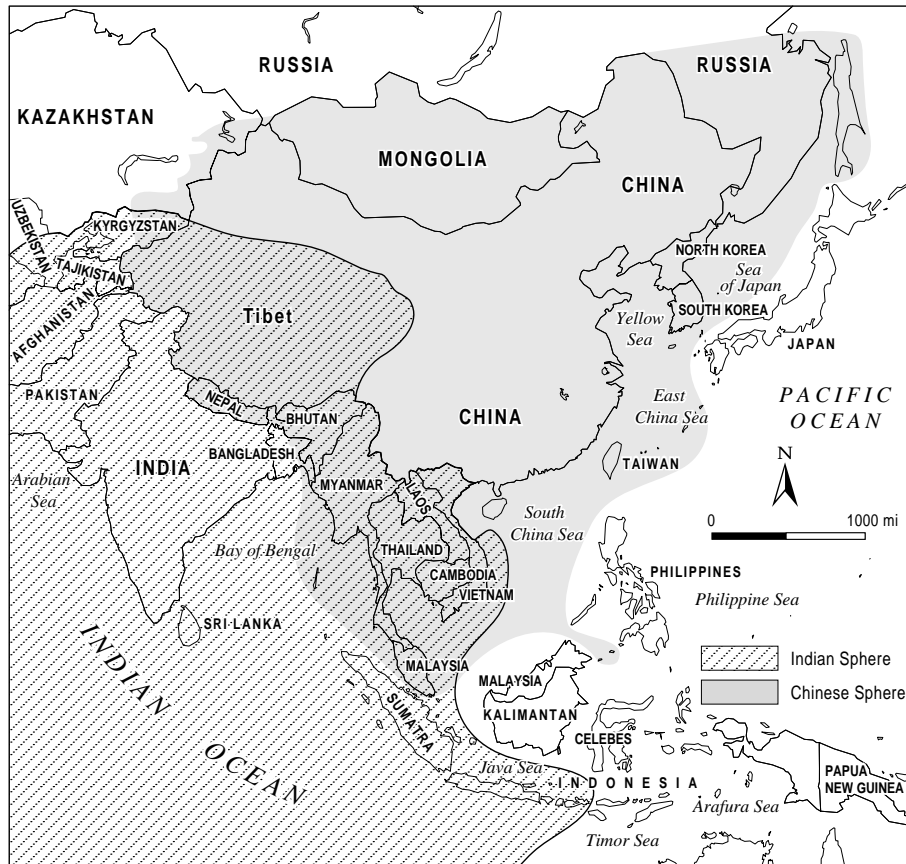 RUSSIA
RUSSIA
KAZAKHSTAN
MONGOLIA
CHINA
UZBEKISTAN
KYRGYZSTAN
TAJIKISTAN
NORTH KOREA
Sea
of Japan
AFGHANISTAN
Tibet
SOUTH KOREA
Yellow
Sea
JAPAN
PAKISTAN
NEPAL
BHUTAN
CHINA
East
China Sea
PACIFIC
OCEAN
INDIA
BANGLADESH
TAIWAN
N
Arabian
Sea
MYANMAR
LAOS
South
China Sea
0 1000 mi
Bay of Bengal
THAILAND
CAMBODIA
VIETNAM
PHILIPPINES
Philippine Sea
SRI LANKA
INDIAN OCEAN
MALAYSIA
MALAYSIA
Indian Sphere
Chinese Sphere
SUMATRA
KALIMANTAN
CELEBES
Java Sea
INDONESIA
PAPUA
NEW GUINEA
Arafura Sea
Timor Sea